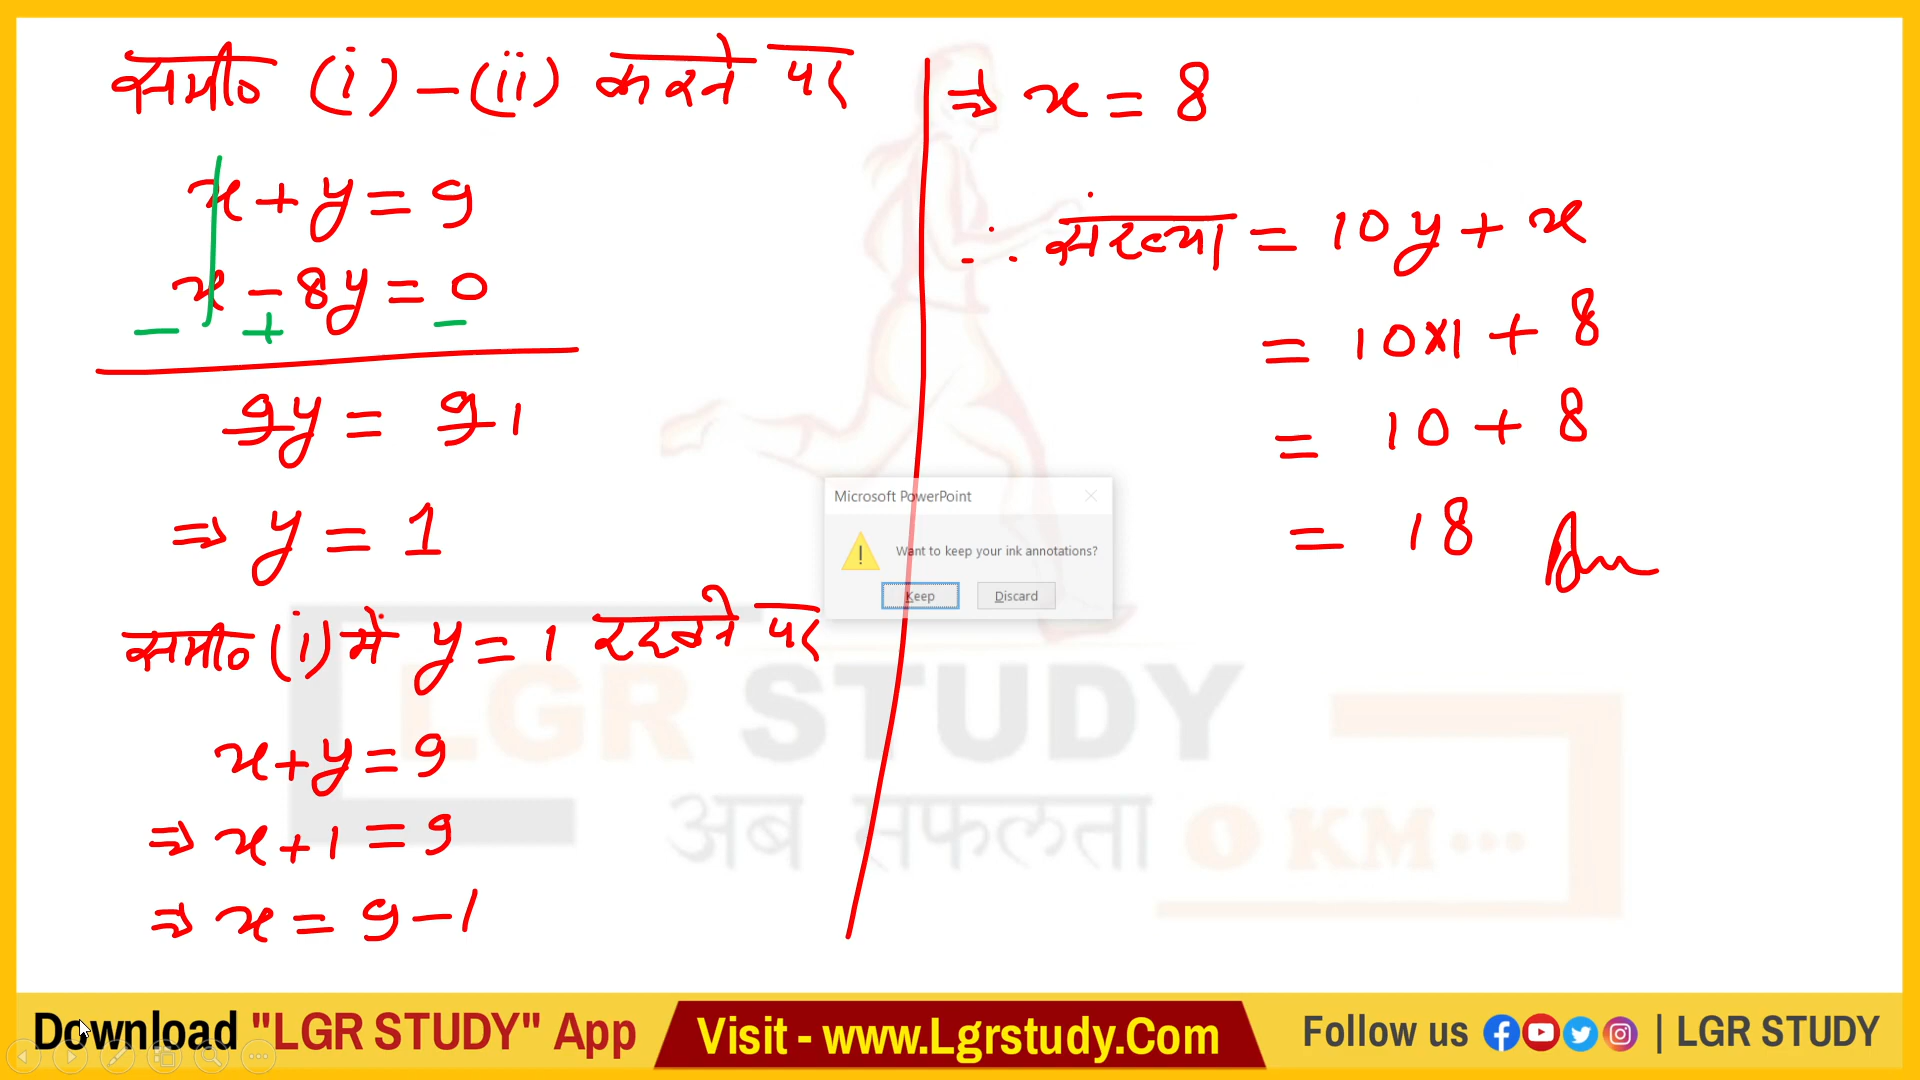 समी० (i) - (ii) करने पर
x + y = 9
x - 8y = 0
- + -
9y = 9 1
⇒ y = 1
समी० (i) में y = 1 रखने पर
x + y = 9
⇒ x + 1 = 9
⇒ x = 9 - 1
⇒ x = 8
∴ संख्या = 10y + x
= 10×1 + 8
= 10 + 8
= 18 Ans
Microsoft PowerPoint
Want to keep your ink annotations?
Keep Discard
LGR STUDY
अब सफलता 0 KM...
Download "LGR STUDY" App
Visit - www.Lgrstudy.Com
Follow us | LGR STUDY